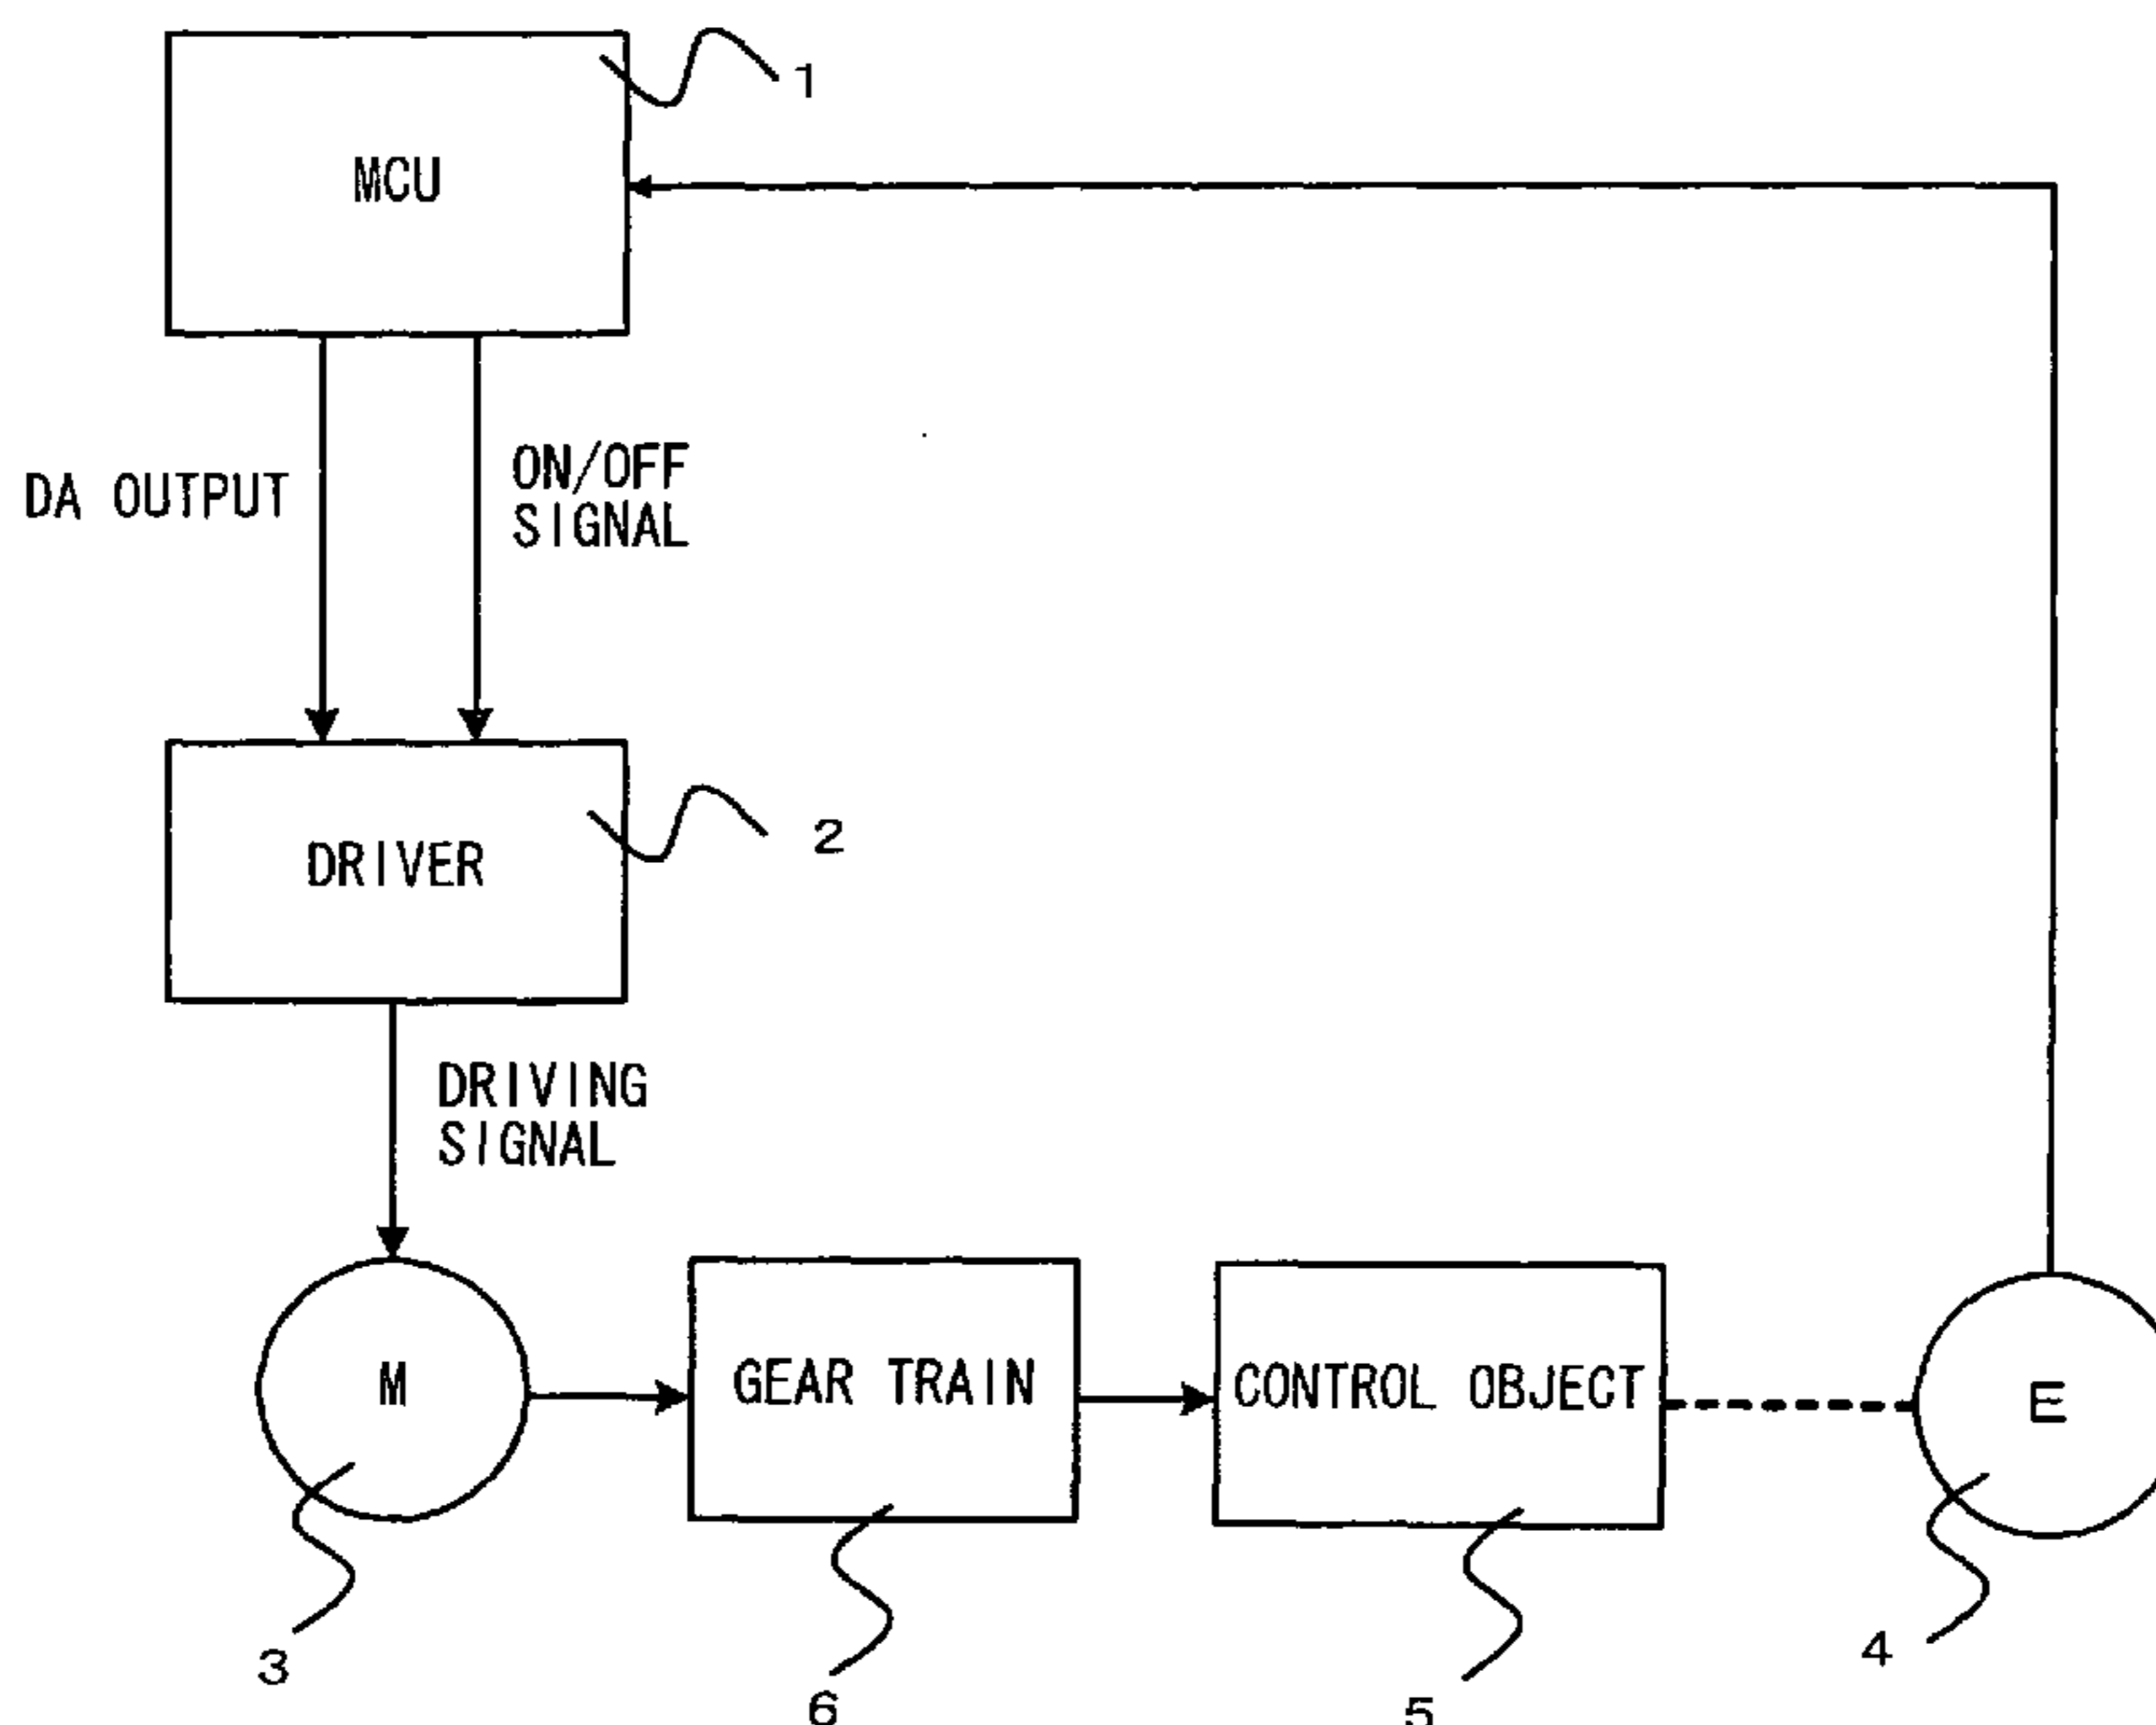 1
MCU
DA OUTPUT
ON/OFF
SIGNAL
2
DRIVER
DRIVING
SIGNAL
M
GEAR TRAIN
CONTROL OBJECT
E
3
6
5
4